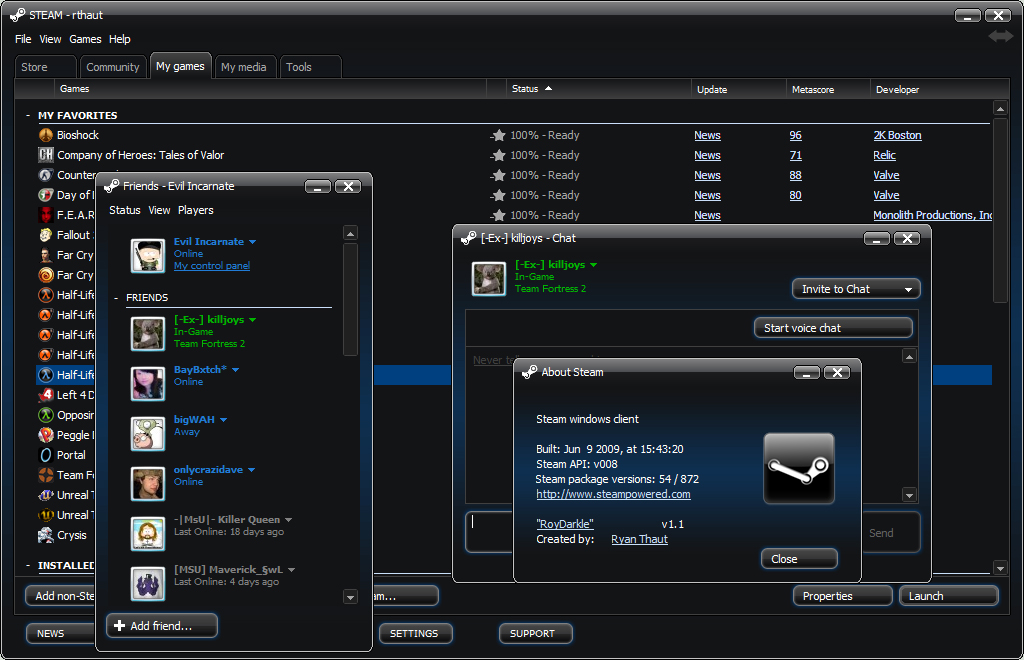 STEAM - rthaut
File View Games Help
Store Community My games My media Tools
Games Status Update Metascore Developer
- MY FAVORITES
Bioshock 100% - Ready News 96 2K Boston
Company of Heroes: Tales of Valor 100% - Ready News 71 Relic
Counter 100% - Ready News 88 Valve
Day of 100% - Ready News 80 Valve
F.E.A.R 100% - Ready News Monolith Productions, Inc
Fallout
Far Cry
Far Cry
Half-Life
Half-Life
Half-Life
Half-Life
Half-Life
Left 4
Opposin
Peggle
Portal
Team F
Unreal
Unreal
Crysis
- INSTALLED
Add non-Ste am... Properties Launch
NEWS SETTINGS SUPPORT
Friends - Evil Incarnate
Status View Players
Evil Incarnate
Online
My control panel
- FRIENDS
[-Ex-] killjoys
In-Game
Team Fortress 2
BayBxtch*
Online
bigWAH
Away
onlycrazidave
Online
-|MsU|- Killer Queen
Last Online: 18 days ago
[MSU] Maverick_§wL
Last Online: 4 days ago
+ Add friend...
[-Ex-] killjoys - Chat
[-Ex-] killjoys
In-Game
Team Fortress 2
Invite to Chat
Start voice chat
Never
Send
About Steam
Steam windows client
Built: Jun 9 2009, at 15:43:20
Steam API: v008
Steam package versions: 54 / 872
http://www.steampowered.com
"RoyDarkle" v1.1
Created by: Ryan Thaut
Close